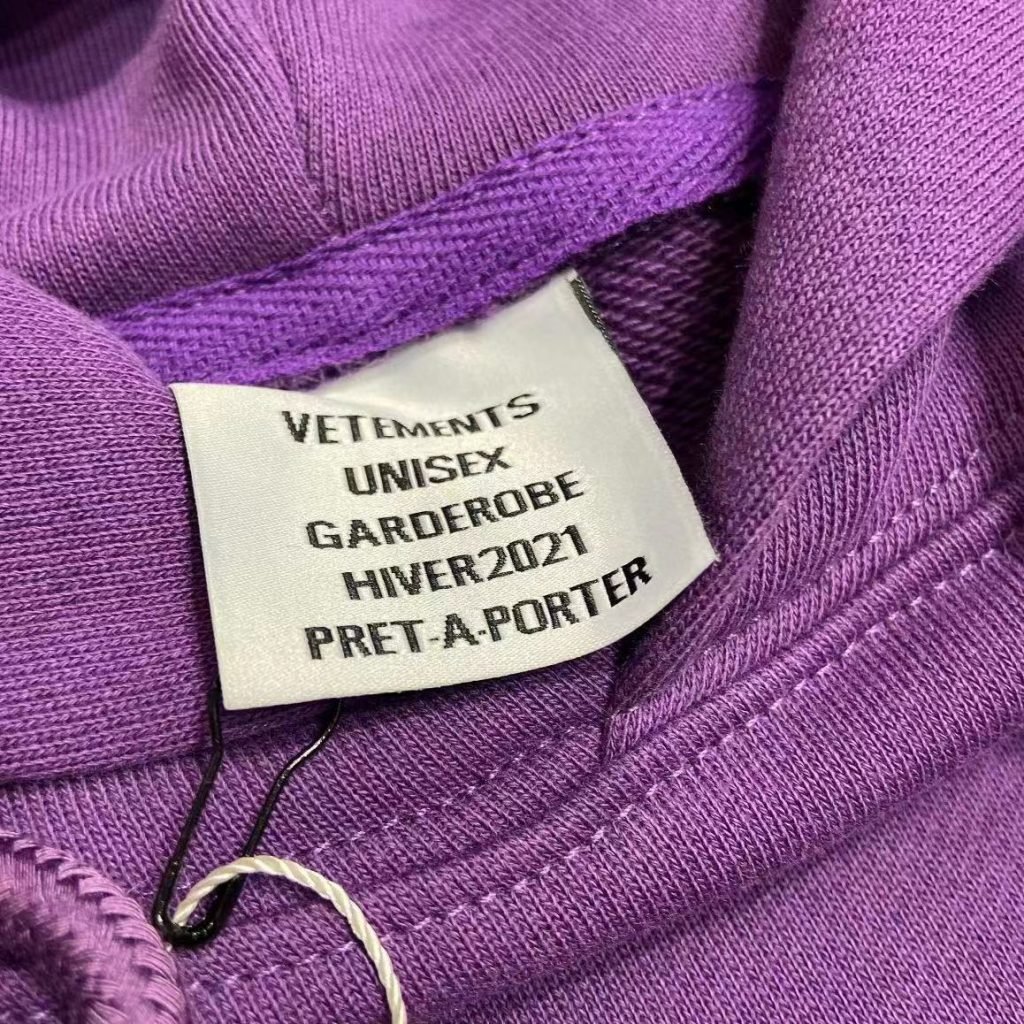 VETEMENTS
UNISEX
GARDEROBE
HIVER2021
PRET-A-PORTER